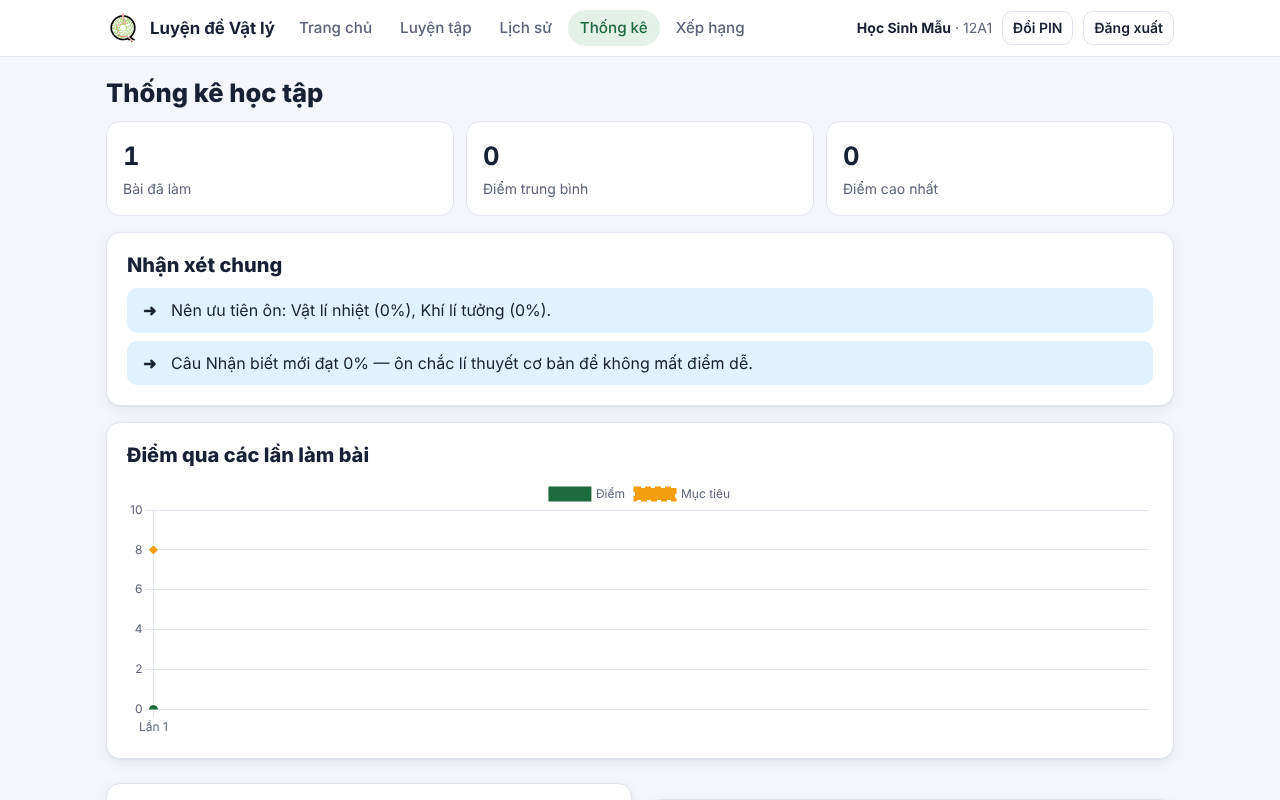 Luyện đề Vật lý
Trang chủ
Luyện tập
Lịch sử
Thống kê
Xếp hạng
Học Sinh Mẫu · 12A1
Đổi PIN
Đăng xuất
Thống kê học tập
1
Bài đã làm
0
Điểm trung bình
0
Điểm cao nhất
Nhận xét chung
➜ Nên ưu tiên ôn: Vật lí nhiệt (0%), Khí lí tưởng (0%).
➜ Câu Nhận biết mới đạt 0% — ôn chắc lí thuyết cơ bản để không mất điểm dễ.
Điểm qua các lần làm bài
Điểm
Mục tiêu
10
8
6
4
2
0
Lần 1